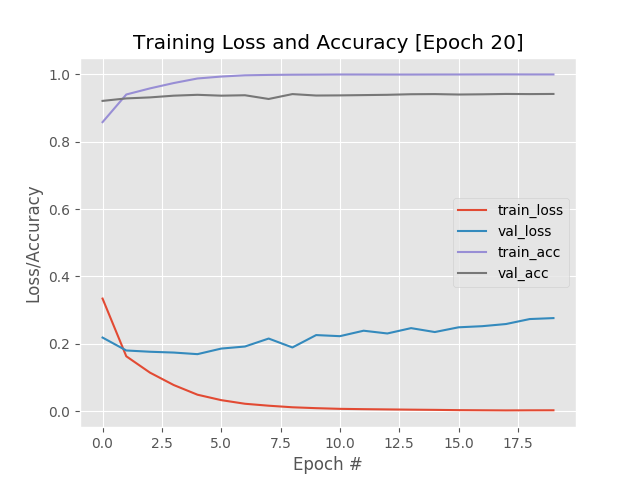 Training Loss and Accuracy [Epoch 20]
1.0
0.8
0.6
0.4
0.2
0.0
Loss/Accuracy
train_loss
val_loss
train_acc
val_acc
0.0 2.5 5.0 7.5 10.0 12.5 15.0 17.5
Epoch #